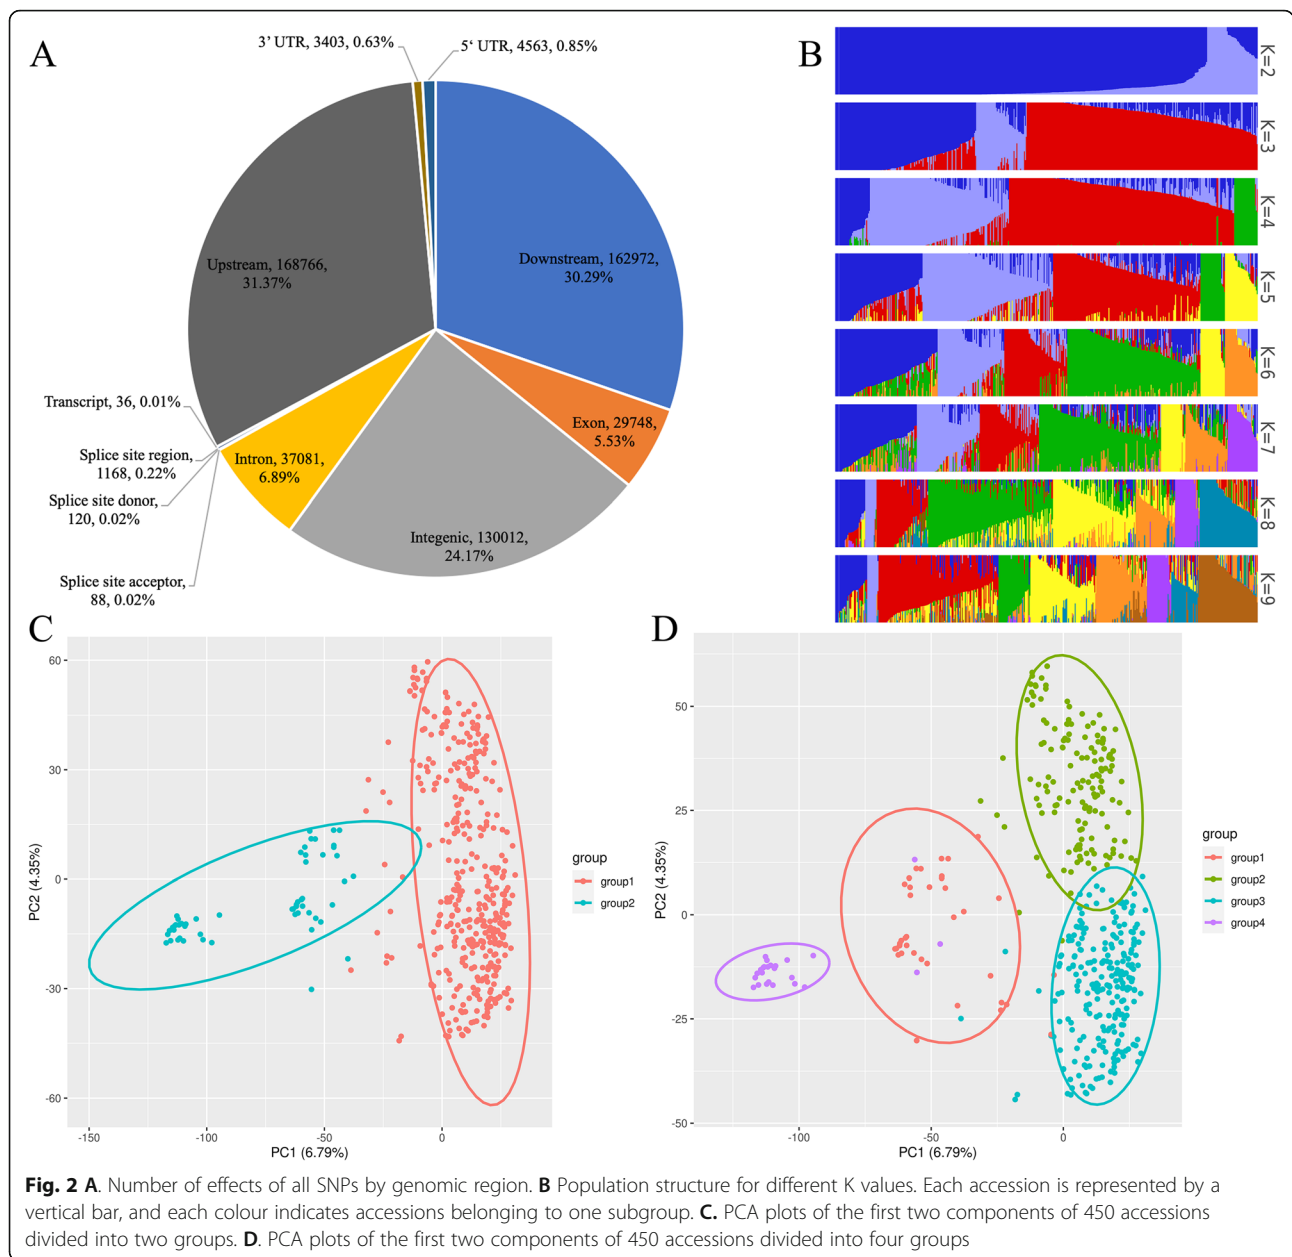 A
3' UTR, 3403, 0.63%
5' UTR, 4563, 0.85%
Upstream, 168766,
31.37%
Downstream, 162972,
30.29%
Transcript, 36, 0.01%
Splice site region,
1168, 0.22%
Splice site donor,
120, 0.02%
Splice site acceptor,
88, 0.02%
Intron, 37081,
6.89%
Exon, 29748,
5.53%
Integenic, 130012,
24.17%
B
K=2
K=3
K=4
K=5
K=6
K=7
K=8
K=9
C
PC2 (4.35%)
60
30
0
-30
-60
-150
-100
-50
0
PC1 (6.79%)
group
group1
group2
D
PC2 (4.35%)
50
25
0
-25
-50
-100
-50
0
PC1 (6.79%)
group
group1
group2
group3
group4
Fig. 2 A. Number of effects of all SNPs by genomic region. B Population structure for different K values. Each accession is represented by a
vertical bar, and each colour indicates accessions belonging to one subgroup. C. PCA plots of the first two components of 450 accessions
divided into two groups. D. PCA plots of the first two components of 450 accessions divided into four groups